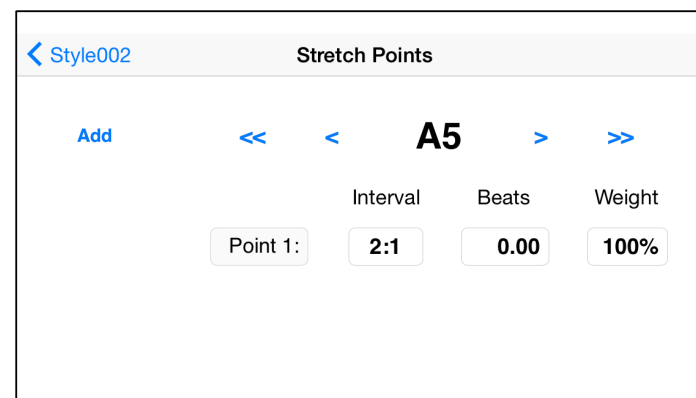 Style002 Stretch Points
Add << < A5 > >>
Interval Beats Weight
Point 1: 2:1 0.00 100%